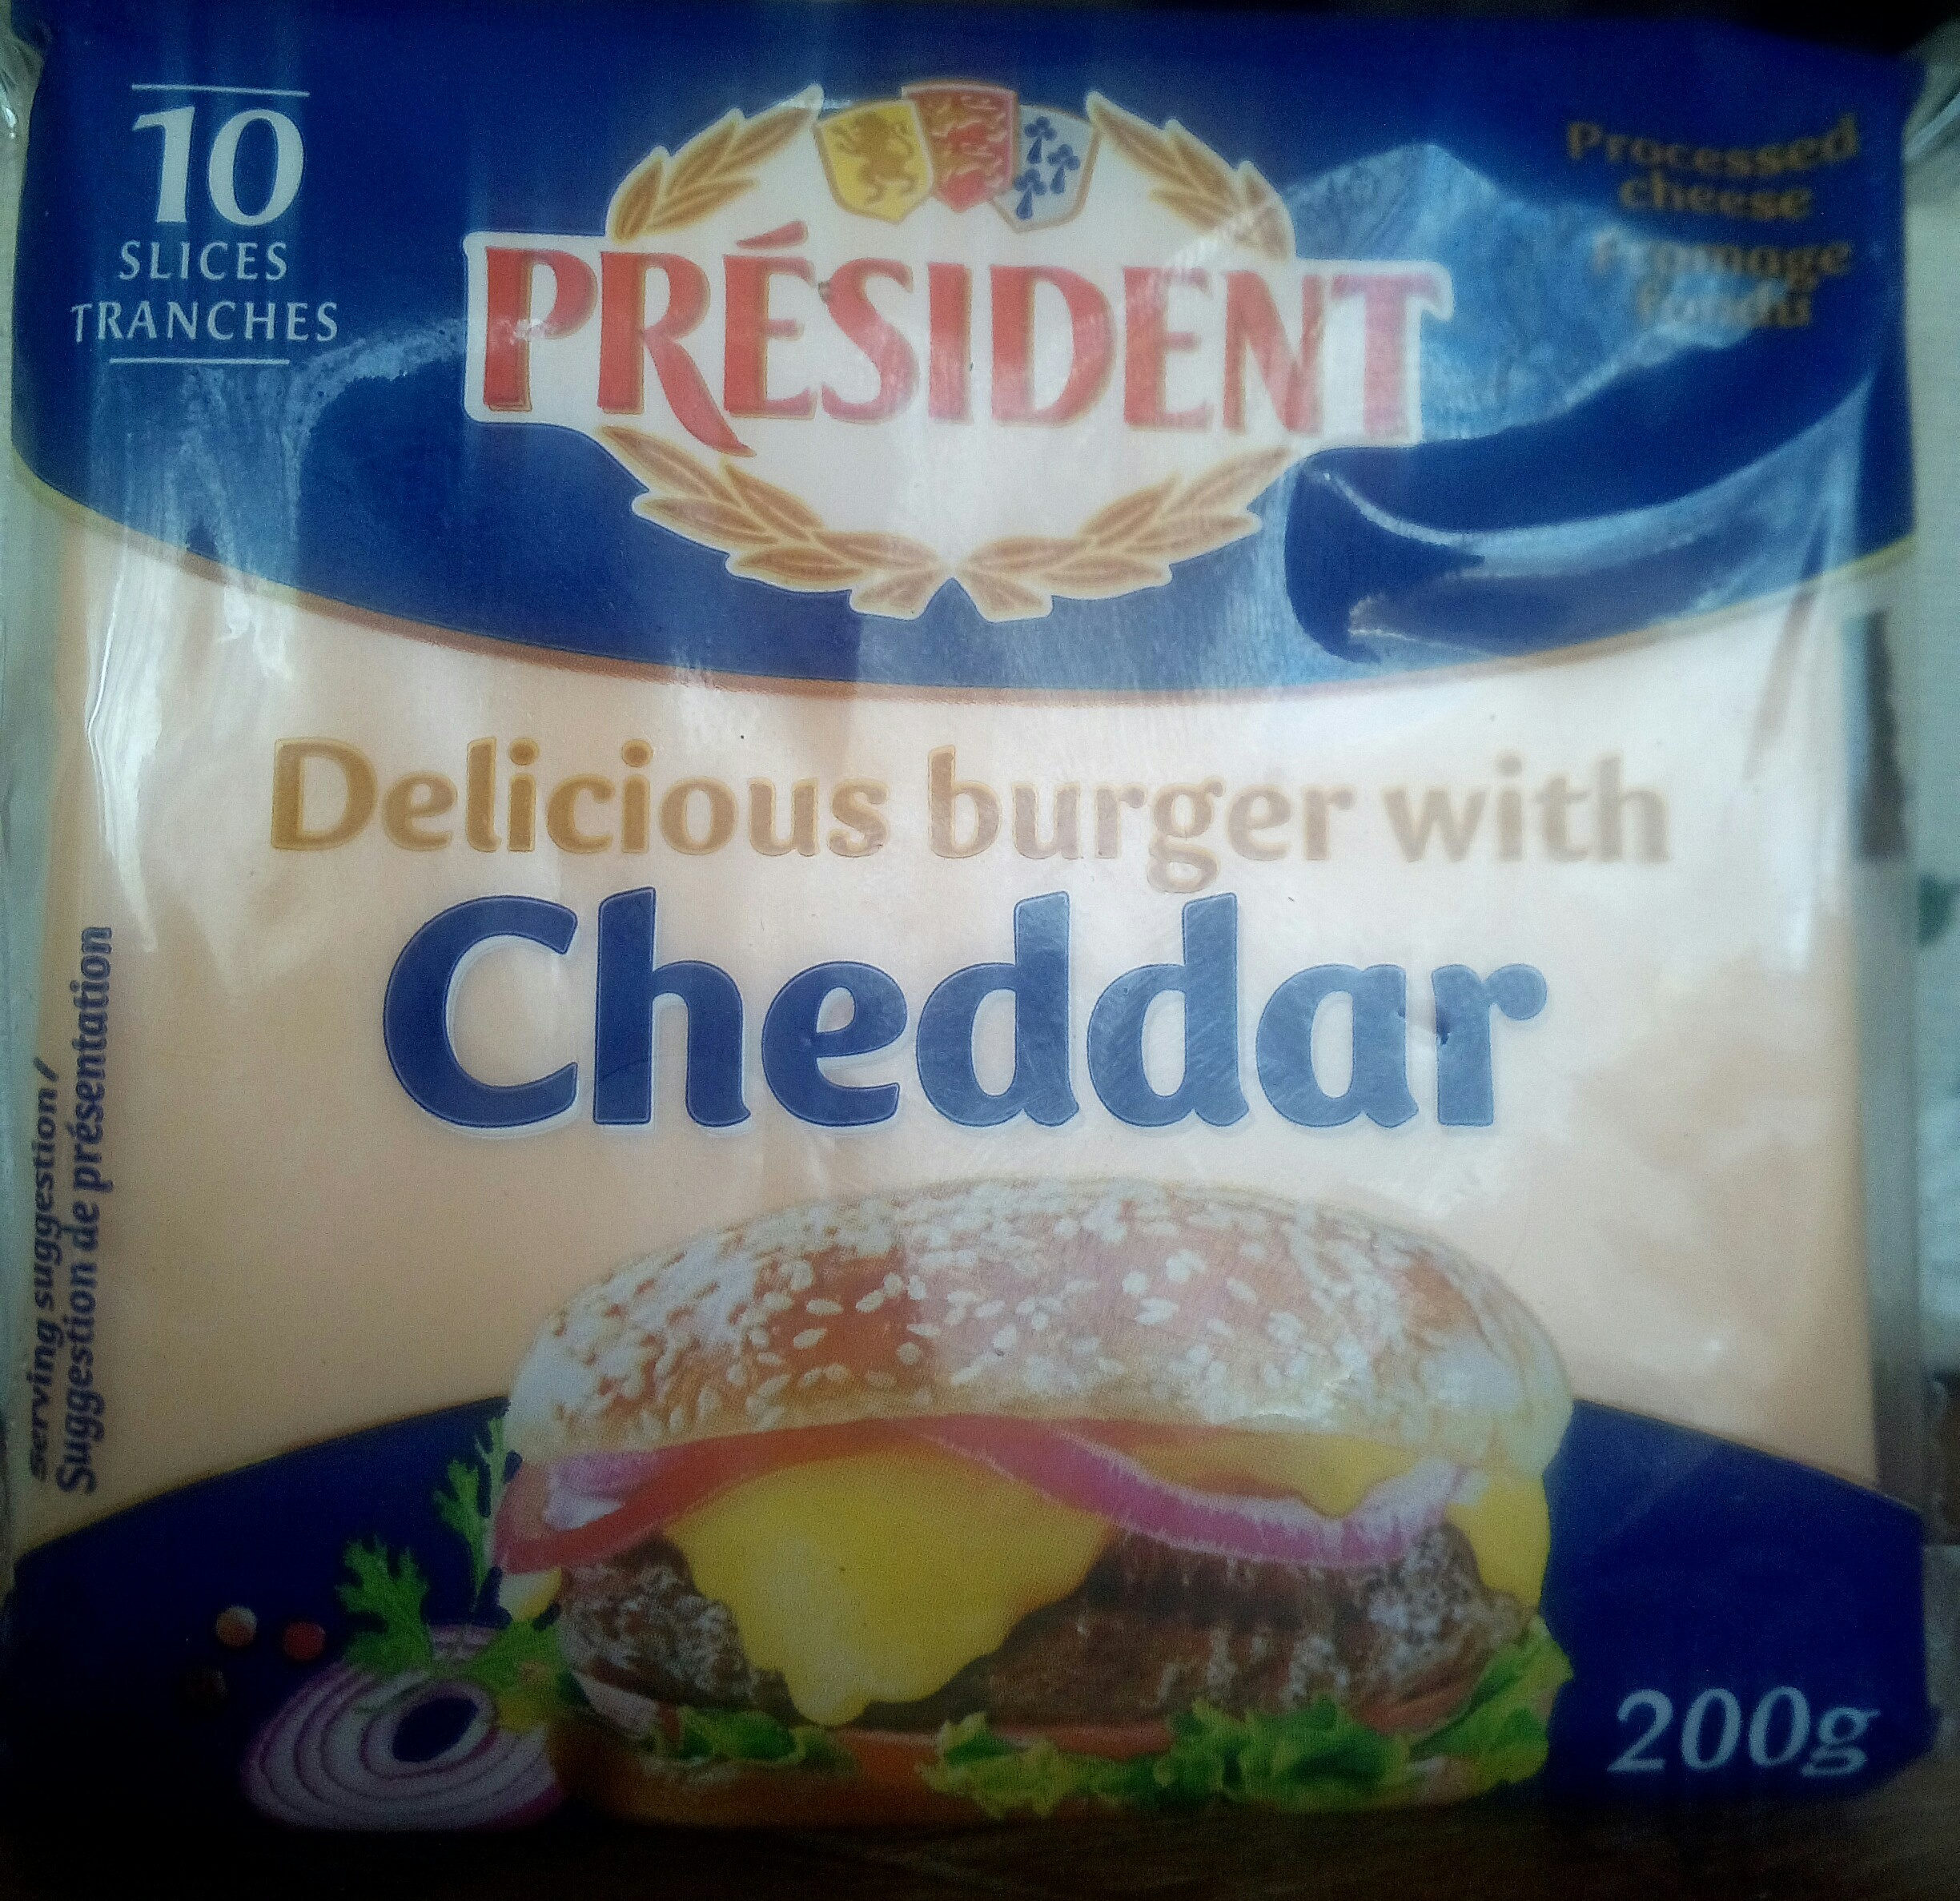 10
SLICES
TRANCHES
PRÉSIDENT
Processed
cheese
Fromage
fondu
Delicious burger with
Cheddar
Serving suggestion/
Suggestion de présentation
200g